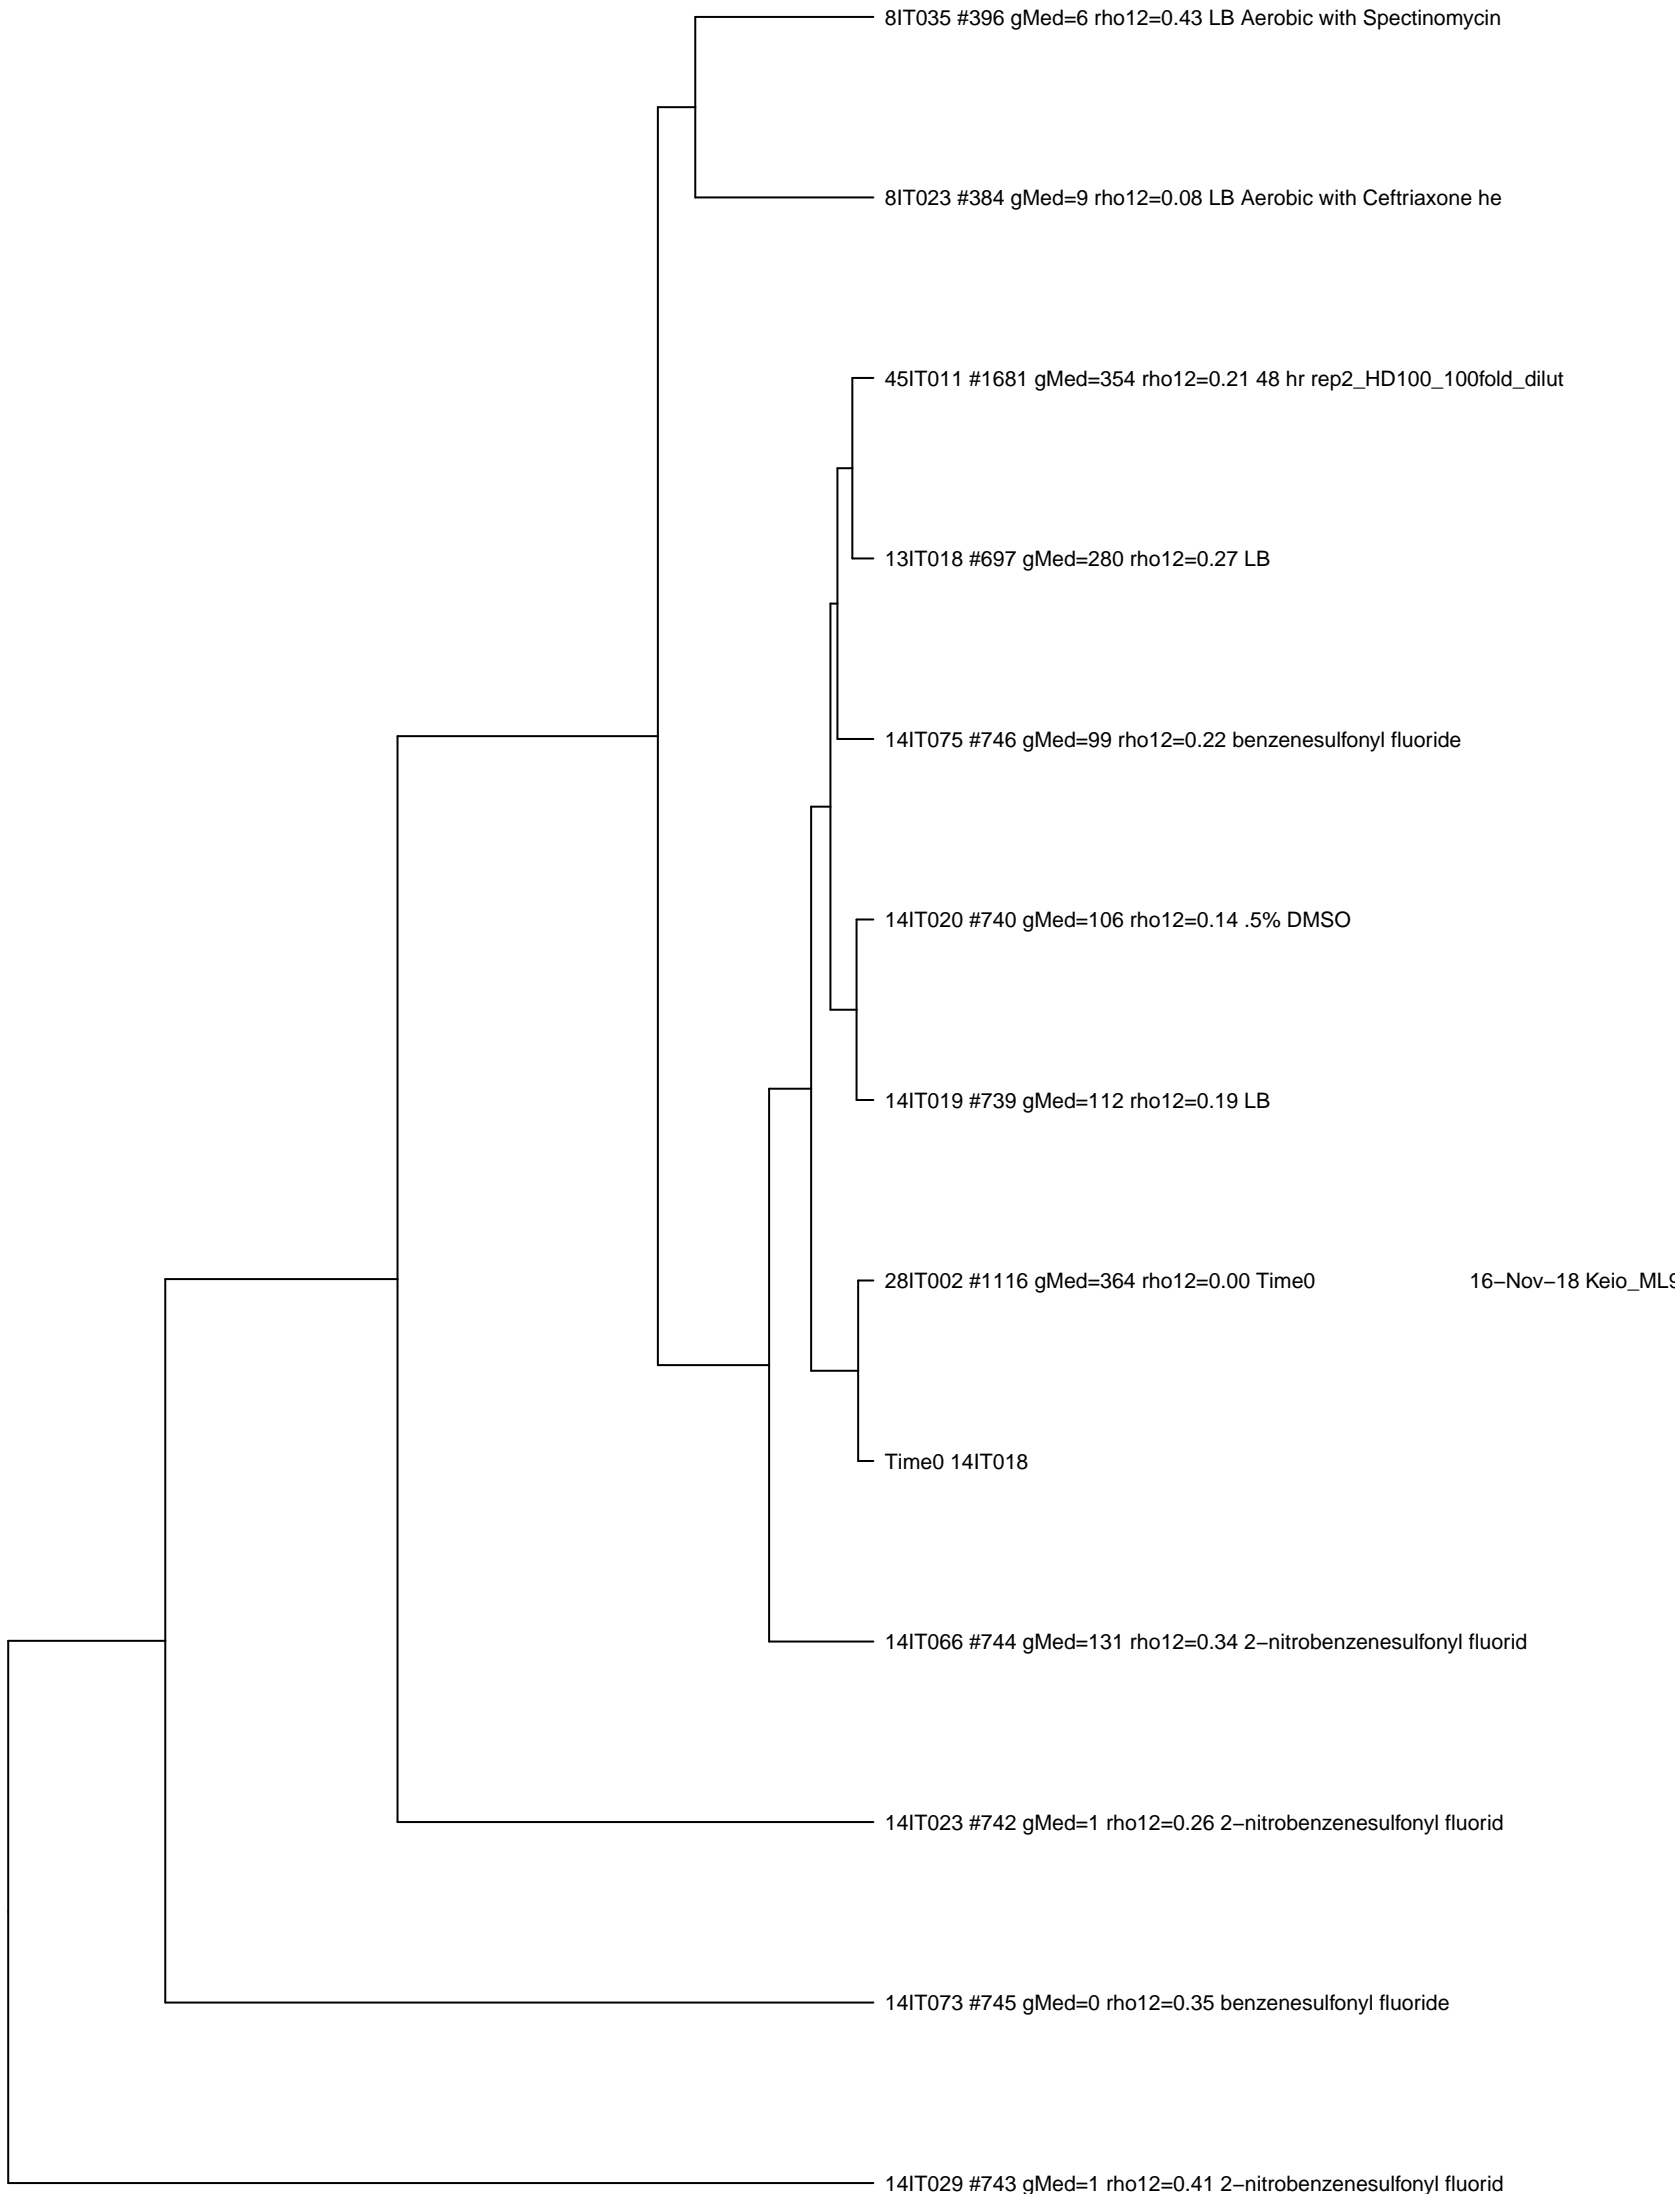 8IT035 #396 gMed=6 rho12=0.43 LB Aerobic with Spectinomycin
8IT023 #384 gMed=9 rho12=0.08 LB Aerobic with Ceftriaxone he
45IT011 #1681 gMed=354 rho12=0.21 48 hr rep2_HD100_100fold_dilut
13IT018 #697 gMed=280 rho12=0.27 LB
14IT075 #746 gMed=99 rho12=0.22 benzenesulfonyl fluoride
14IT020 #740 gMed=106 rho12=0.14 .5% DMSO
14IT019 #739 gMed=112 rho12=0.19 LB
28IT002 #1116 gMed=364 rho12=0.00 Time0 16−Nov−18 Keio_ML9
Time0 14IT018
14IT066 #744 gMed=131 rho12=0.34 2−nitrobenzenesulfonyl fluorid
14IT023 #742 gMed=1 rho12=0.26 2−nitrobenzenesulfonyl fluorid
14IT073 #745 gMed=0 rho12=0.35 benzenesulfonyl fluoride
14IT029 #743 gMed=1 rho12=0.41 2−nitrobenzenesulfonyl fluorid